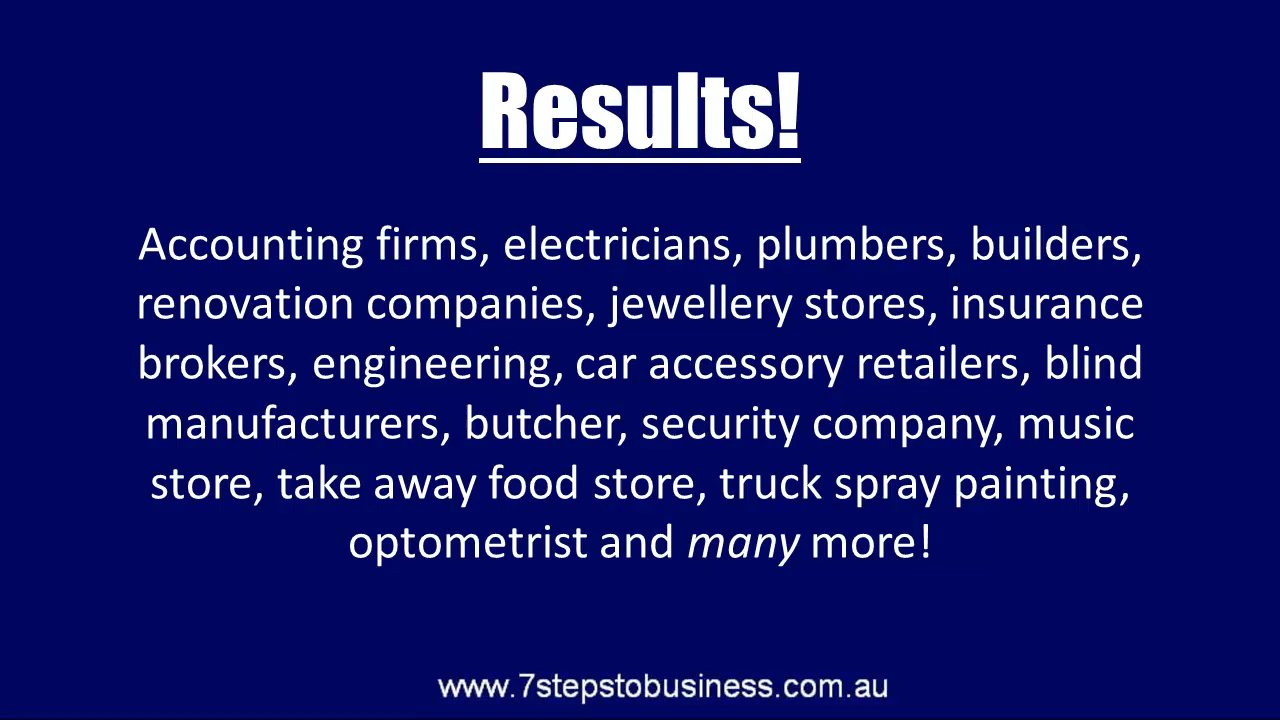 Results!
Accounting firms, electricians, plumbers, builders,
renovation companies, jewellery stores, insurance
brokers, engineering, car accessory retailers, blind
manufacturers, butcher, security company, music
store, take away food store, truck spray painting,
optometrist and many more!
www.7stepstobusiness.com.au